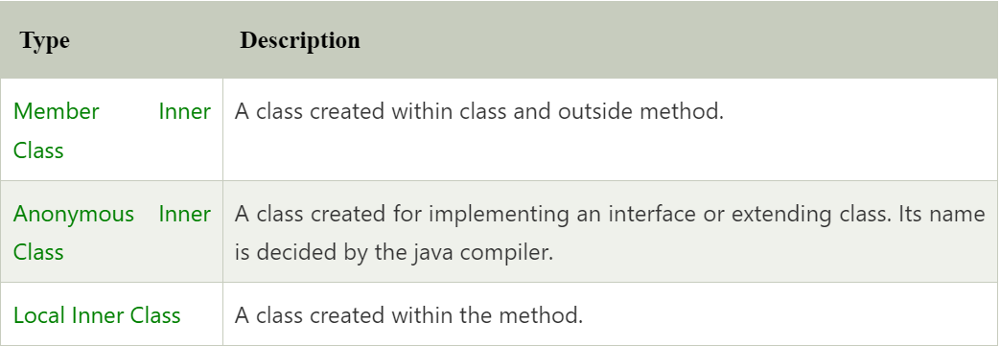 Type Description
Member Inner
Class
A class created within class and outside method.
Anonymous Inner
Class
A class created for implementing an interface or extending class. Its name
is decided by the java compiler.
Local Inner Class
A class created within the method.